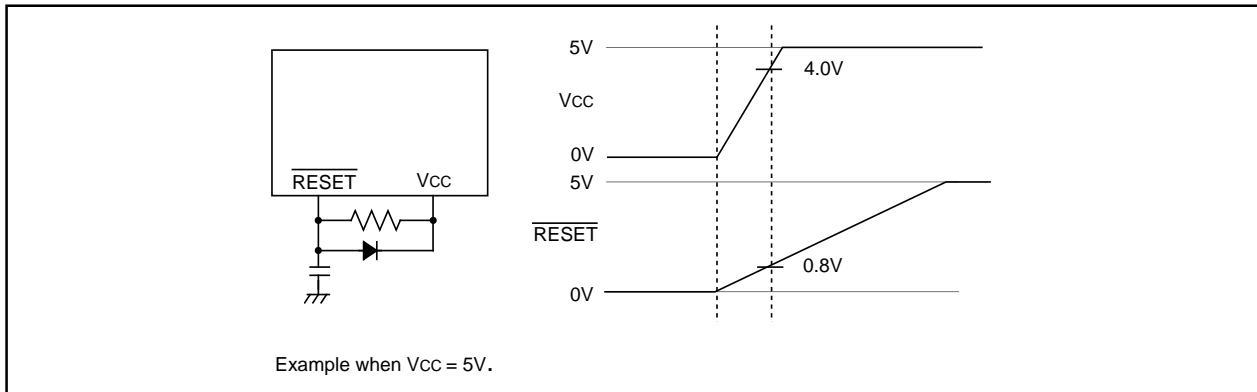 RESET VCC
5V
4.0V
VCC
0V
5V
RESET
0.8V
0V
Example when VCC = 5V.